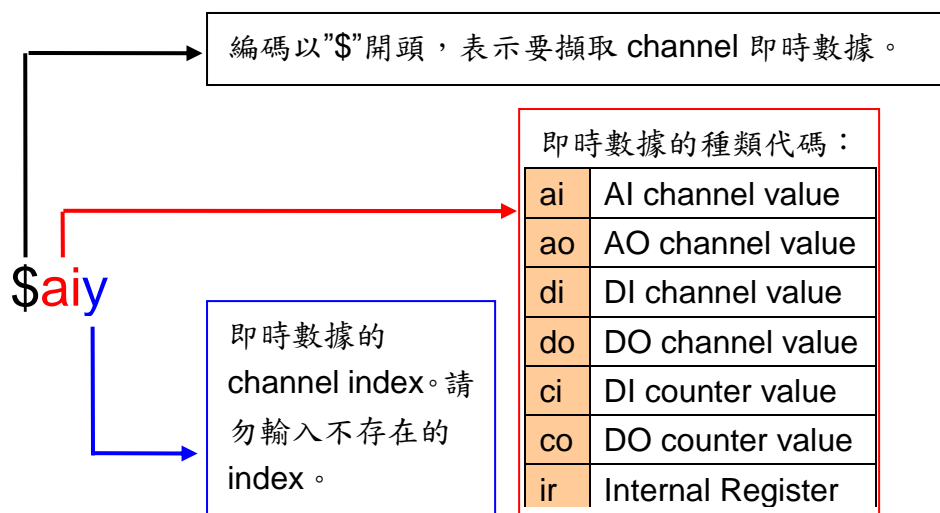 編碼以"$"開頭，表示要擷取 channel 即時數據。
即時數據的種類代碼：
ai AI channel value
ao AO channel value
di DI channel value
do DO channel value
ci DI counter value
co DO counter value
ir Internal Register
$aiy
即時數據的
channel index。請
勿輸入不存在的
index。